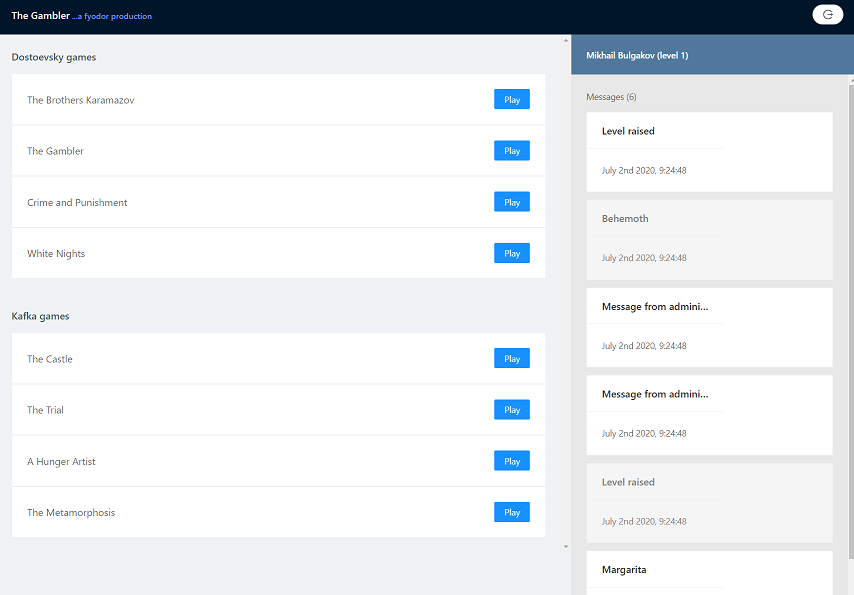 The Gambler ...a fyodor production
Dostoevsky games
The Brothers Karamazov Play
The Gambler Play
Crime and Punishment Play
White Nights Play
Kafka games
The Castle Play
The Trial Play
A Hunger Artist Play
The Metamorphosis Play
Mikhail Bulgakov (level 1)
Messages (6)
Level raised
July 2nd 2020, 9:24:48
Behemoth
July 2nd 2020, 9:24:48
Message from admini...
July 2nd 2020, 9:24:48
Message from admini...
July 2nd 2020, 9:24:48
Level raised
July 2nd 2020, 9:24:48
Margarita